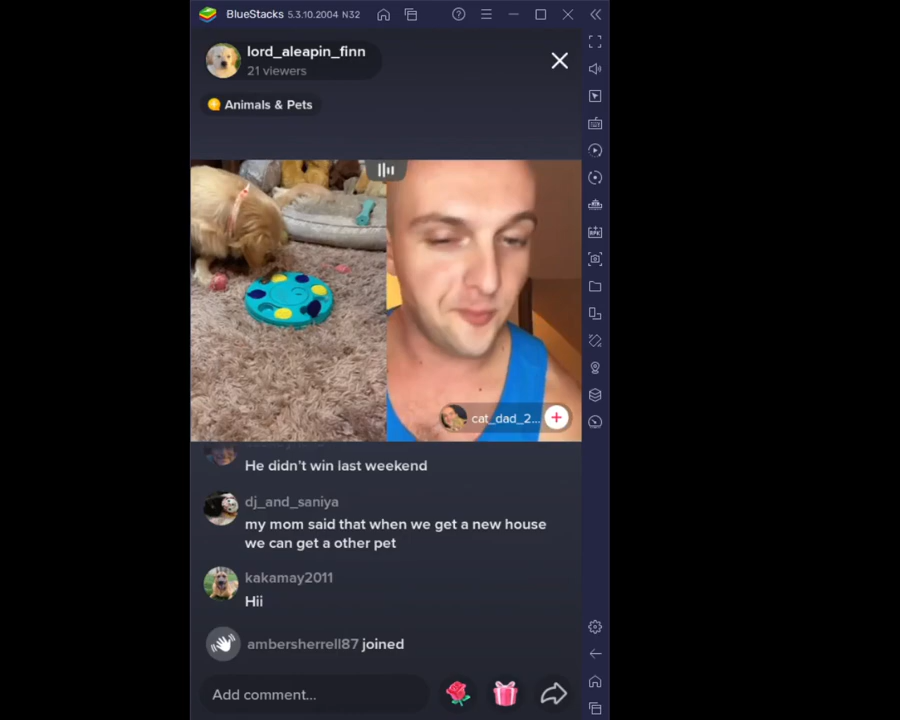 BlueStacks 5.3.10.2004 N32
lord_aleapin_finn
21 viewers
Animals & Pets
cat_dad_2...
He didn't win last weekend
dj_and_saniya
my mom said that when we get a new house
we can get a other pet
kakamay2011
Hii
ambersherrell87 joined
Add comment...